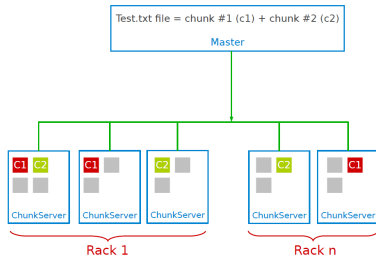 Test.txt file = chunk #1 (c1) + chunk #2 (c2)
Master
C1 C2 C1 C2 C2 C1
ChunkServer ChunkServer ChunkServer ChunkServer ChunkServer
Rack 1 Rack n